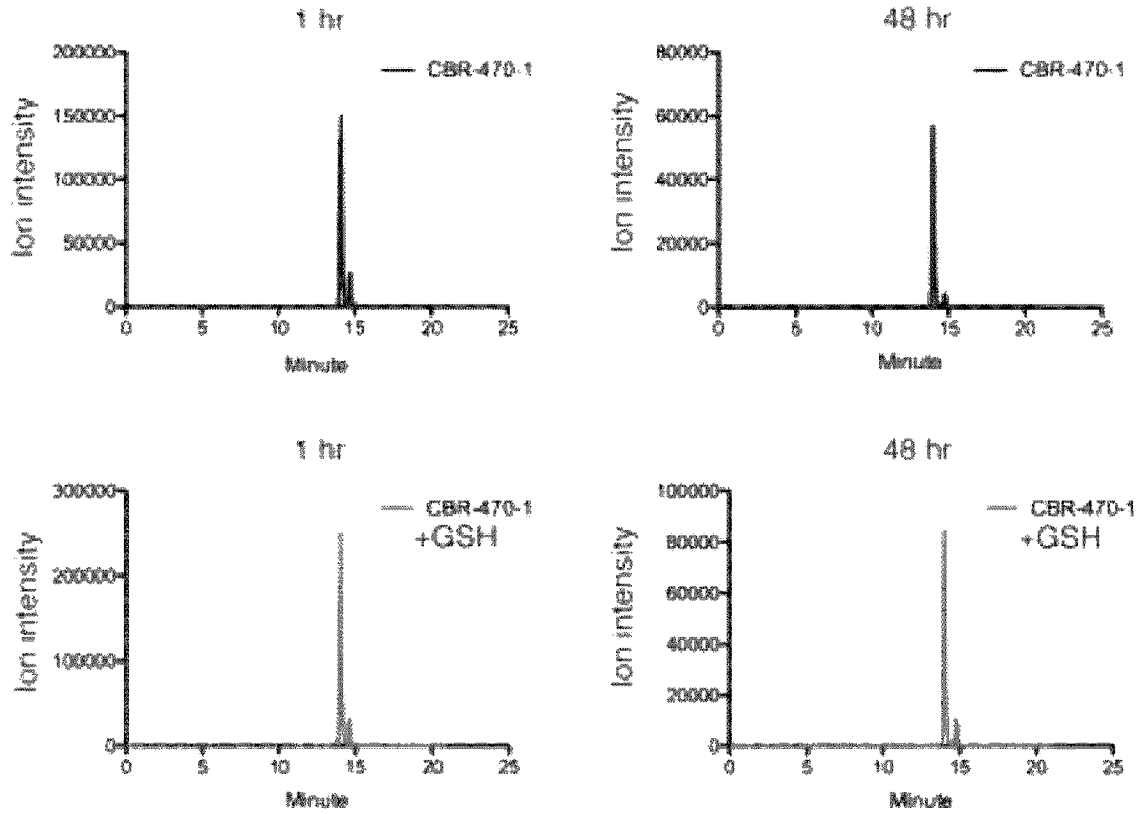 1 hr
200000
150000
100000
50000
0
Ion intensity
CBR-470-1
0 5 10 15 20 25
Minute
48 hr
80000
60000
40000
20000
0
Ion intensity
CBR-470-1
0 5 10 15 20 25
Minute
1 hr
300000
200000
100000
0
Ion intensity
CBR-470-1
+GSH
0 5 10 15 20 25
Minute
48 hr
100000
80000
60000
40000
20000
0
Ion intensity
CBR-470-1
+GSH
0 5 10 15 20 25
Minute